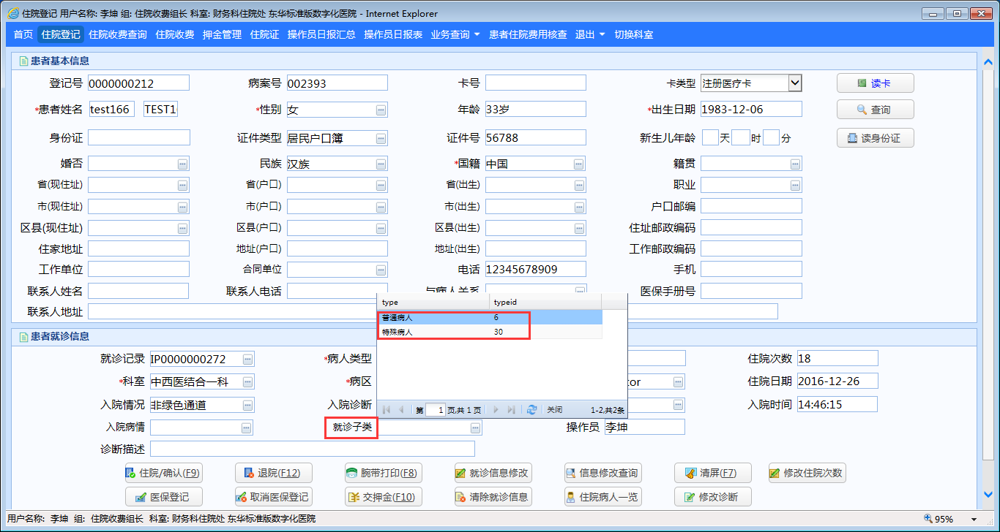 住院登记 用户名称: 李坤 组: 住院收费组长 科室: 财务科住院处 东华标准版数字化医院 - Internet Explorer
首页 住院登记 住院收费查询 住院收费 押金管理 住院证 操作员日报汇总 操作员日报表 业务查询 患者住院费用核查 退出 切换科室
患者基本信息
登记号 0000000212 病案号 002393 卡号 卡类型 注册医疗卡 读卡
*患者姓名 test166 TEST1 *性别 女 年龄 33岁 *出生日期 1983-12-06 查询
身份证 证件类型 居民户口簿 证件号 56788 新生儿年龄 天 时 分 读身份证
婚否 民族 汉族 *国籍 中国 籍贯
省(现住址) 省(户口) 省(出生) 职业
市(现住址) 市(户口) 市(出生) 户口邮编
区县(现住址) 区县(户口) 区县(出生) 住址邮政编码
住家地址 地址(户口) 地址(出生) 工作邮政编码
工作单位 合同单位 电话 12345678909 手机
联系人姓名 联系人电话 与病人关系 医保手册号
联系人地址
type typeid
普通病人 6
特殊病人 30
第 1 页,共 1 页 关闭 1-2,共2条
患者就诊信息
就诊记录 IP0000000272 *病人类型 住院次数 18
*科室 中西医结合一科 *病区 tor 住院日期 2016-12-26
入院情况 非绿色通道 入院诊断 入院时间 14:46:15
入院病情 就诊子类 操作员 李坤
诊断描述
住院/确认(F9) 退院(F12) 腕带打印(F8) 就诊信息修改 信息修改查询 清屏(F7) 修改住院次数
医保登记 取消医保登记 交押金(F10) 清除就诊信息 住院病人一览 修改诊断
用户名称: 李坤 组: 住院收费组长 科室: 财务科住院处 东华标准版数字化医院 95%